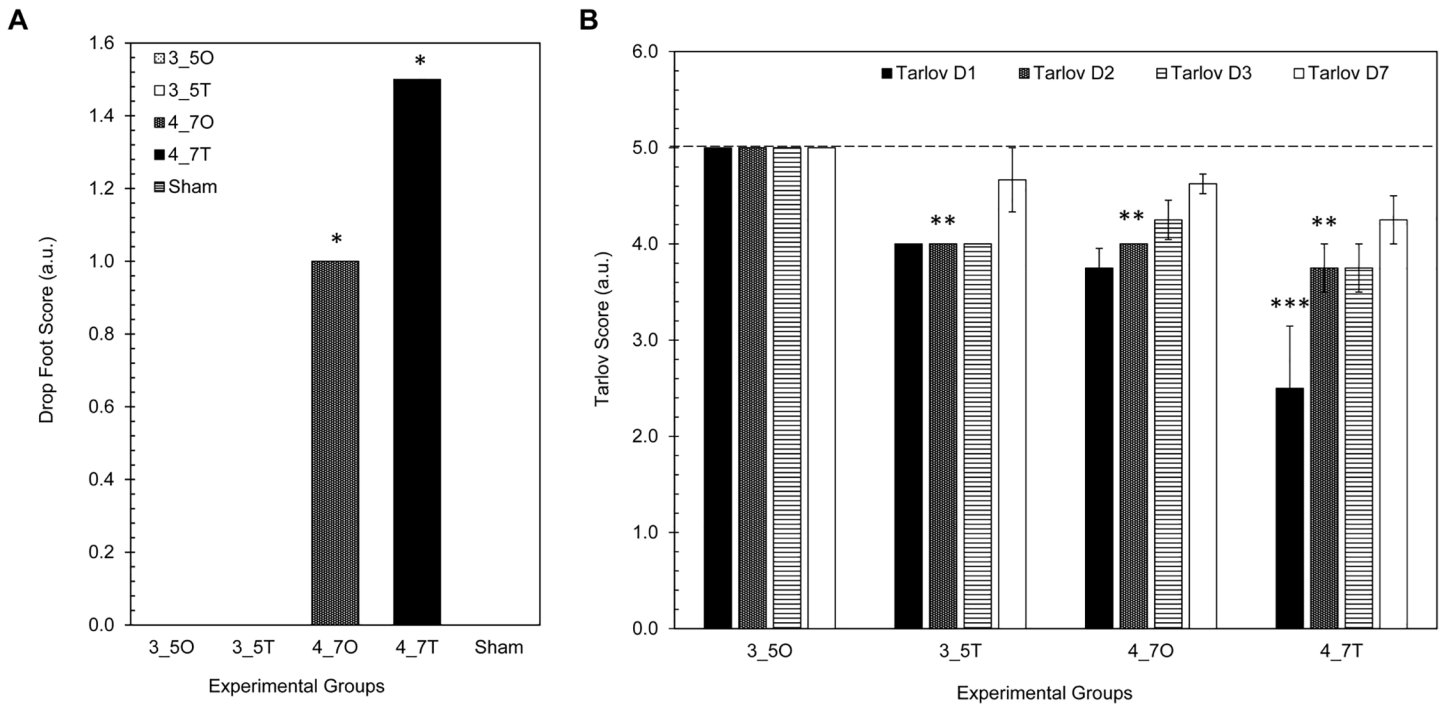 A
1.6
1.4
1.2
1.0
0.8
0.6
0.4
0.2
0.0
Drop Foot Score (a.u.)
3_5O
3_5T
4_7O
4_7T
Sham
*
*
3_5O 3_5T 4_7O 4_7T Sham
Experimental Groups
B
6.0
5.0
4.0
3.0
2.0
1.0
0.0
Tarlov Score (a.u.)
Tarlov D1 Tarlov D2 Tarlov D3 Tarlov D7
**
**
**
***
3_5O 3_5T 4_7O 4_7T
Experimental Groups